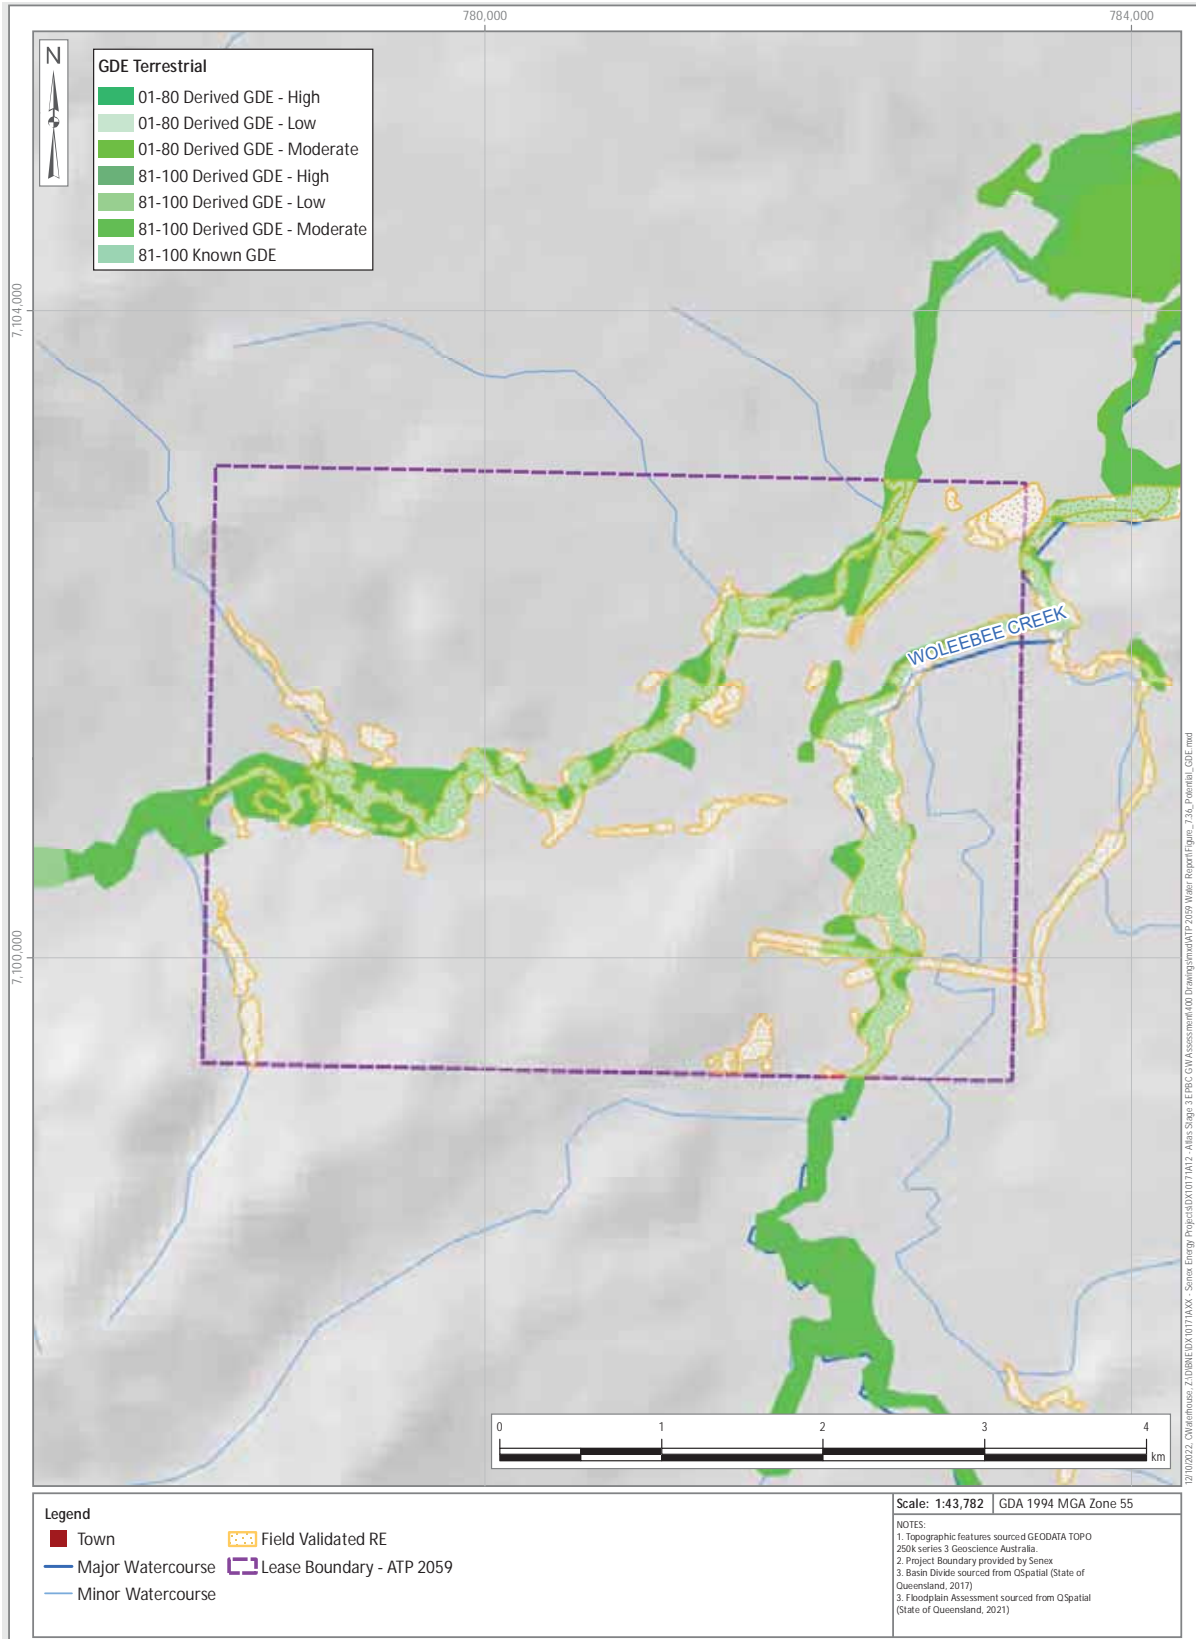 780,000
784,000
N
GDE Terrestrial
01-80 Derived GDE - High
01-80 Derived GDE - Low
01-80 Derived GDE - Moderate
81-100 Derived GDE - High
81-100 Derived GDE - Low
81-100 Derived GDE - Moderate
81-100 Known GDE
7,104,000
WOLEEBEE CREEK
7,100,000
0 1 2 3 4
km
Legend
Town
Major Watercourse
Minor Watercourse
Field Validated RE
Lease Boundary - ATP 2059
Scale: 1:43,782
GDA 1994 MGA Zone 55
NOTES:
1. Topographic features sourced GEODATA TOPO
250k series 3 Geoscience Australia.
2. Project Boundary provided by Senex
3. Basin Divide sourced from QSpatial (State of
Queensland, 2017)
3. Floodplain Assessment sourced from QSpatial
(State of Queensland, 2021)